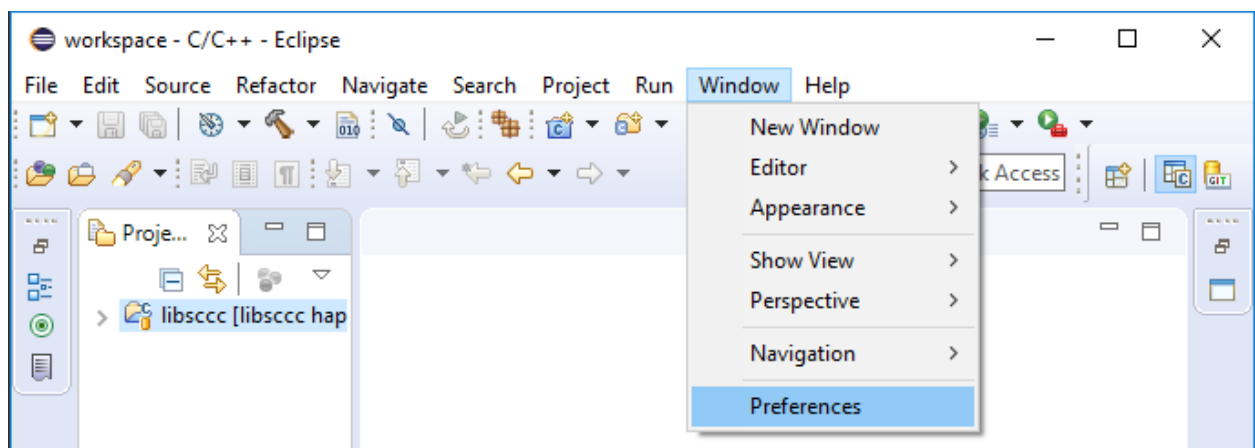 workspace - C/C++ - Eclipse
File Edit Source Refactor Navigate Search Project Run Window Help
010
New Window
Editor
k Access
GIT
Appearance
Proje...
Show View
Perspective
libsccc [libsccc hap
Navigation
Preferences